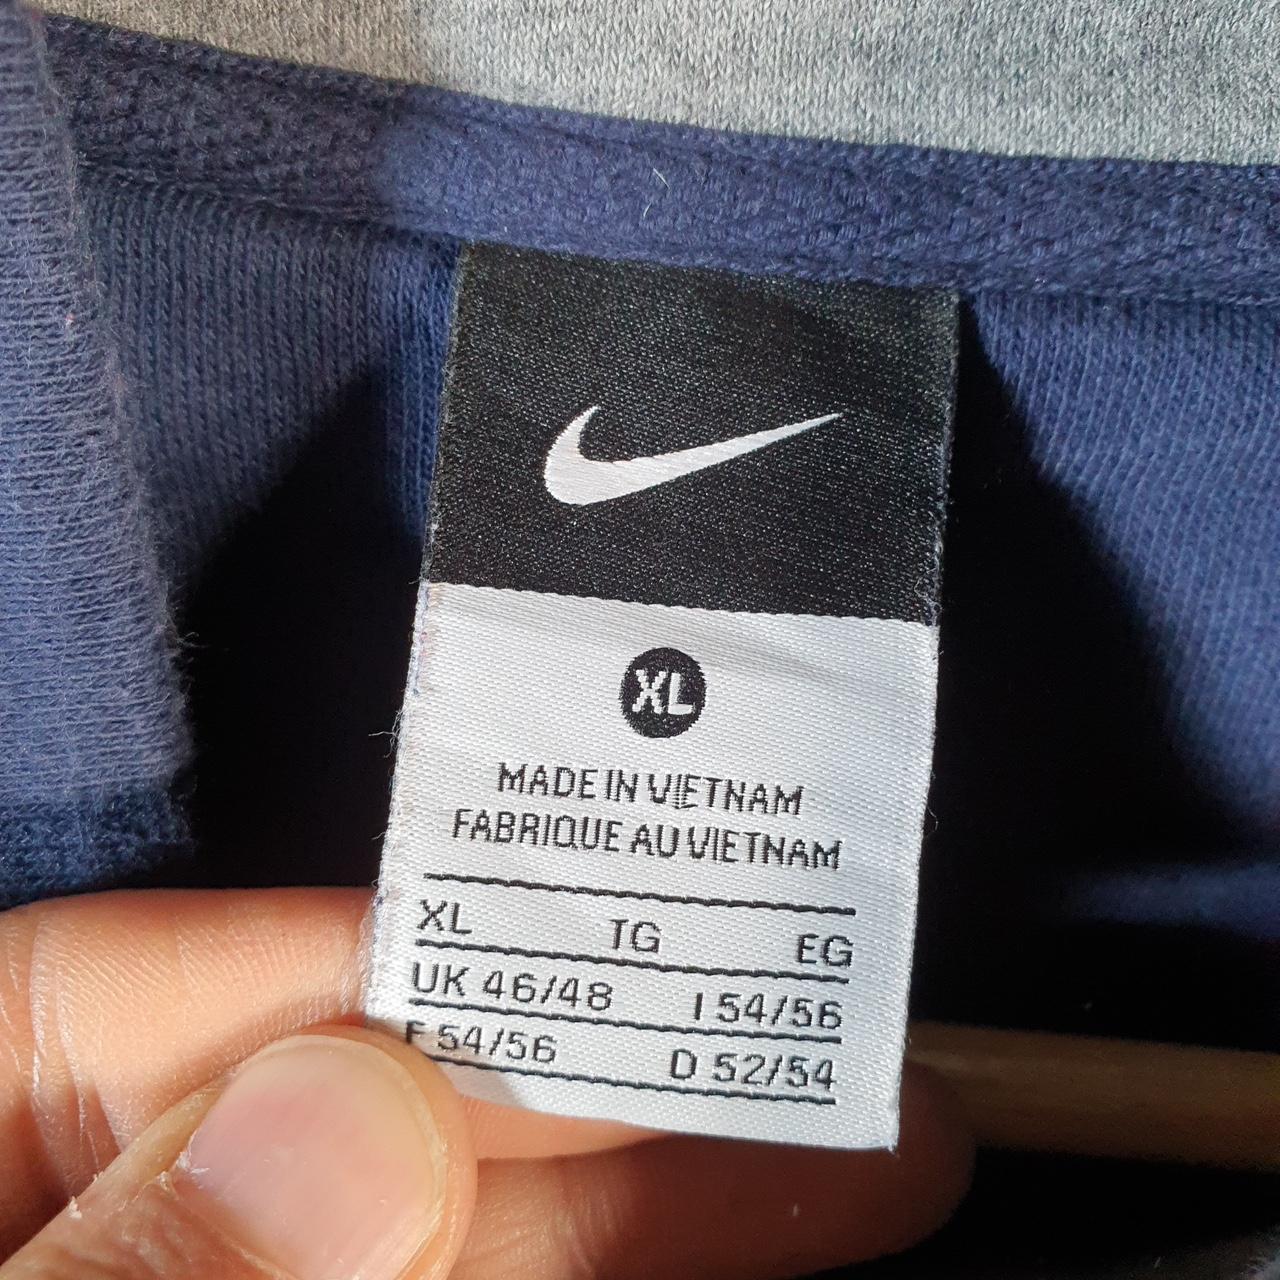 XL
MADE IN VIETNAM
FABRIQUE AU VIETNAM
XL TG EG
UK 46/48 I 54/56
F 54/56 D 52/54